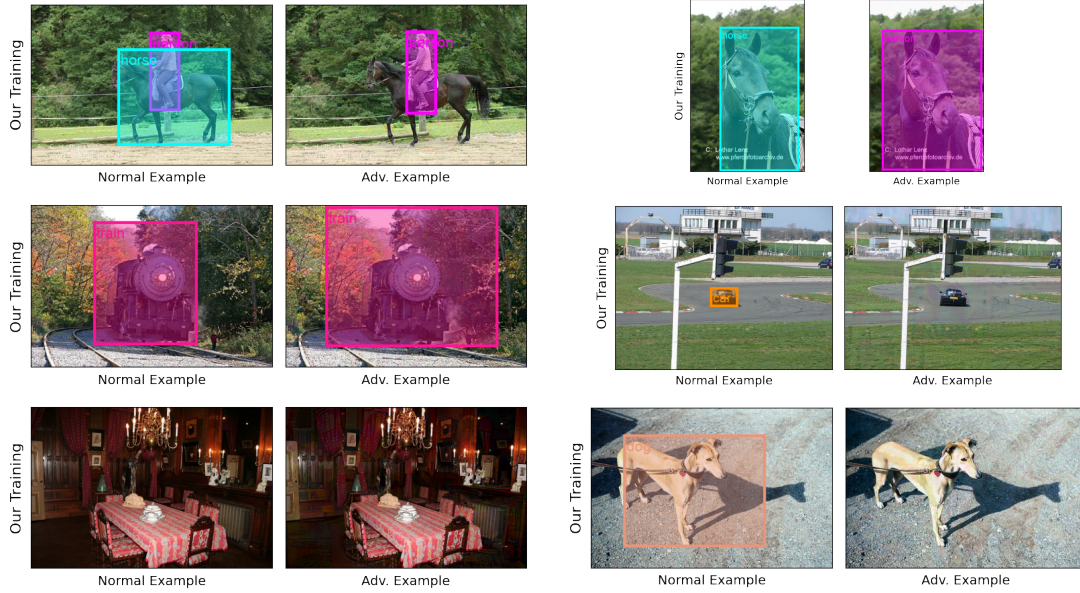 Our Training
horse
person
Normal Example
person
Adv. Example
Our Training
horse
C: Lothar Lenz
www.pferdefotoarchiv.de
Normal Example
C: Lothar Lenz
www.pferdefotoarchiv.de
Adv. Example
Our Training
train
Normal Example
train
Adv. Example
Our Training
car
Normal Example
Adv. Example
Our Training
Normal Example
Adv. Example
Our Training
dog
Normal Example
Adv. Example